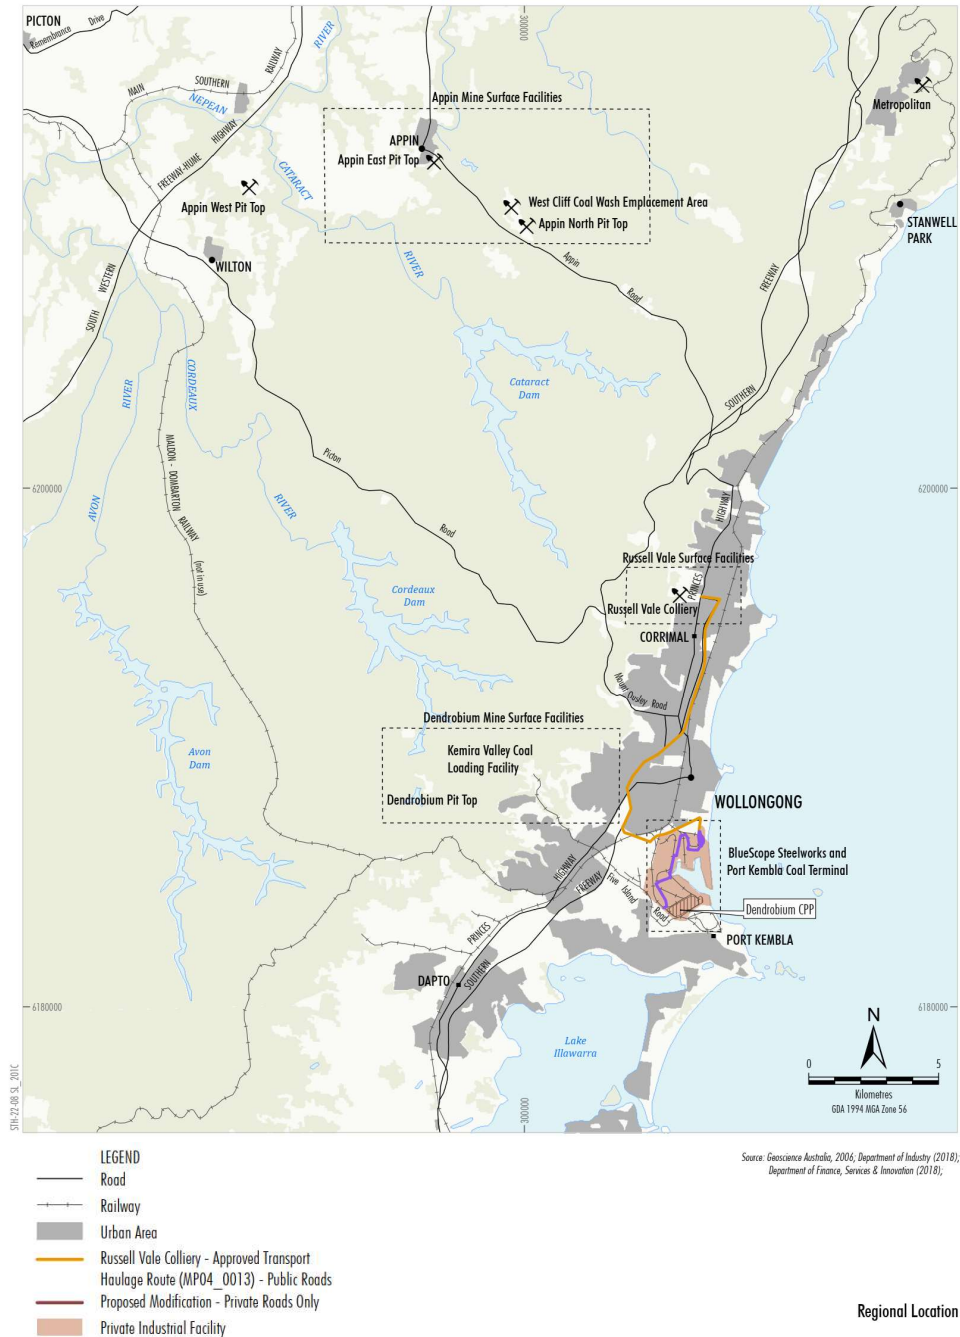 PICTON
Remembrance Drive
RAILWAY
RIVER
300000
MAIN SOUTHERN
NEPEAN
FREEWAY-HUME HIGHWAY
Appin Mine Surface Facilities
Metropolitan
APPIN
Appin East Pit Top
CATARACT
Appin West Pit Top
West Cliff Coal Wash Emplacement Area
Appin North Pit Top
STANWELL
PARK
WILTON
RIVER
Appin
Road
FREEWAY
SOUTH WESTERN
CORDEAUX
RIVER
Cataract
Dam
SOUTHERN
MALDON - DOMBARTON RAILWAY (not in use)
Picton
Road
6200000
6200000
AVON
RIVER
HIGHWAY
Russell Vale Surface Facilities
PRINCES
Cordeaux
Dam
Russell Vale Colliery
CORRIMAL
Mount Ousley Road
Dendrobium Mine Surface Facilities
Kemira Valley Coal
Loading Facility
Avon
Dam
Dendrobium Pit Top
WOLLONGONG
BlueScope Steelworks and
Port Kembla Coal Terminal
HIGHWAY
FREEWAY
Five Island Road
Dendrobium CPP
PRINCES
PORT KEMBLA
SOUTHERN
DAPTO
6180000
6180000
N
Lake
Illawarra
0 5
Kilometres
GDA 1994 MGA Zone 56
300000
STH-22-08 SL_201C
Source: Geoscience Australia, 2006; Department of Industry (2018);
Department of Finance, Services & Innovation (2018);
LEGEND
Road
Railway
Urban Area
Russell Vale Colliery - Approved Transport
Haulage Route (MP04_0013) - Public Roads
Proposed Modification - Private Roads Only
Private Industrial Facility
Regional Location